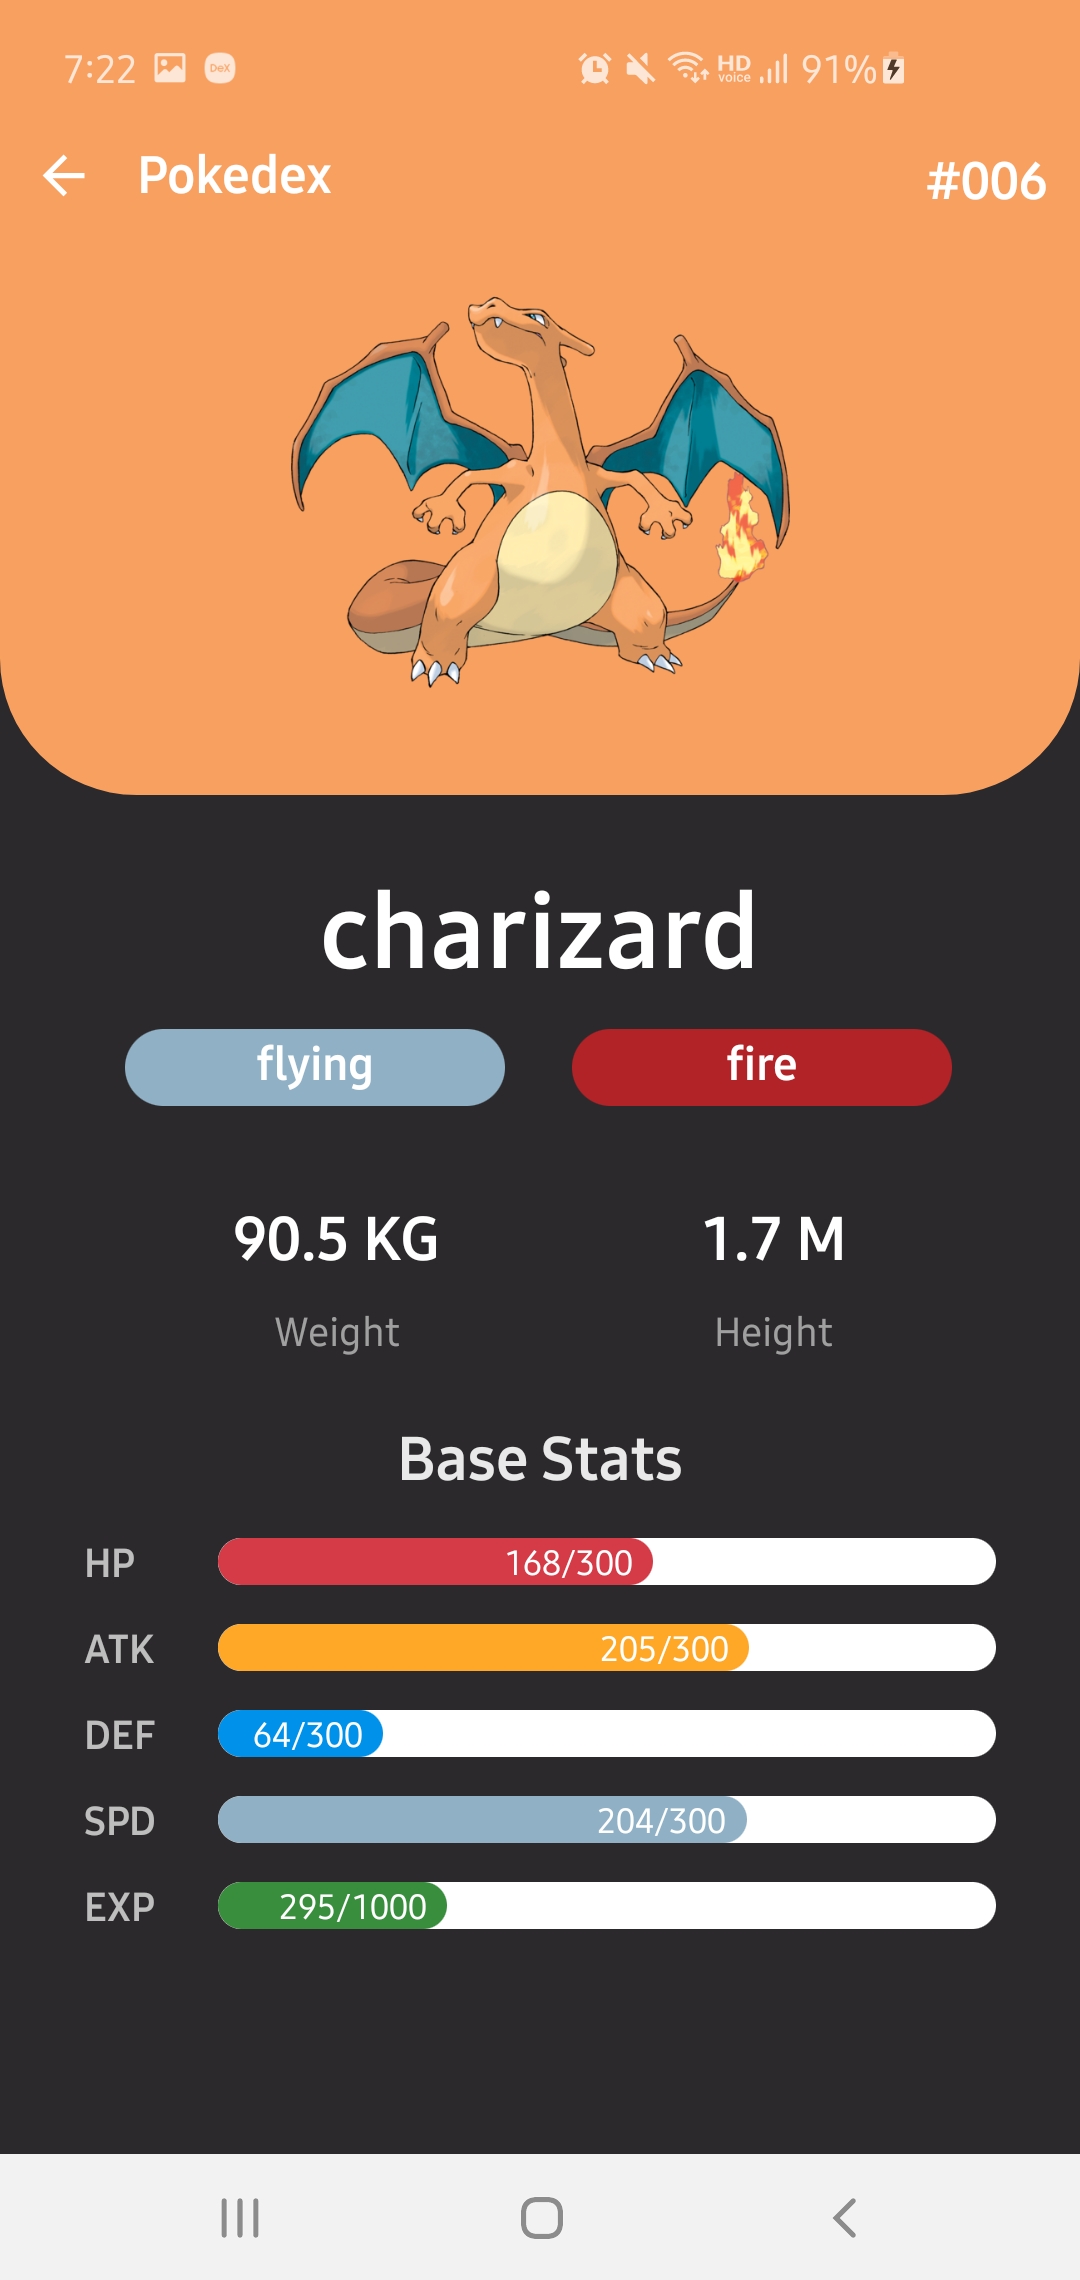 7:22 DeX HD voice 91%
Pokedex #006
charizard
flying fire
90.5 KG 1.7 M
Weight Height
Base Stats
HP 168/300
ATK 205/300
DEF 64/300
SPD 204/300
EXP 295/1000